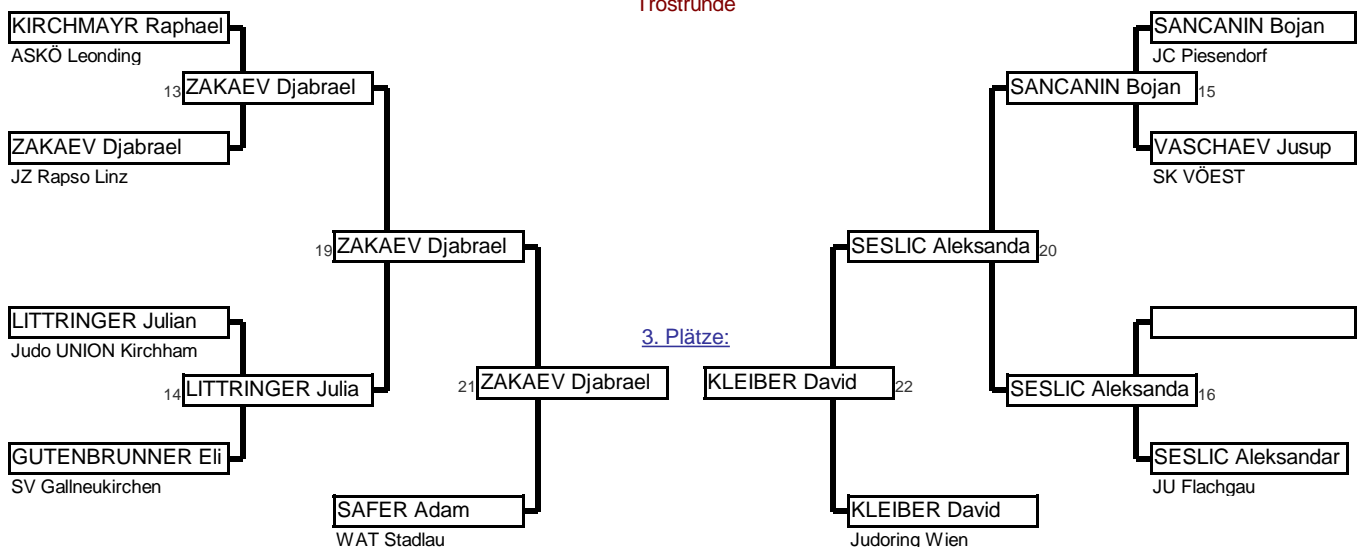 Trostrunde
KIRCHMAYR Raphael
ASKÖ Leonding
13 ZAKAEV Djabrael
ZAKAEV Djabrael
JZ Rapso Linz
19 ZAKAEV Djabrael
LITTRINGER Julian
Judo UNION Kirchham
14 LITTRINGER Julia
GUTENBRUNNER Eli
SV Gallneukirchen
21 ZAKAEV Djabrael
SAFER Adam
WAT Stadlau
3. Plätze:
SANCANIN Bojan
JC Piesendorf
SANCANIN Bojan 15
VASCHAEV Jusup
SK VÖEST
SESLIC Aleksanda 20
KLEIBER David 22
SESLIC Aleksanda 16
SESLIC Aleksandar
JU Flachgau
KLEIBER David
Judoring Wien